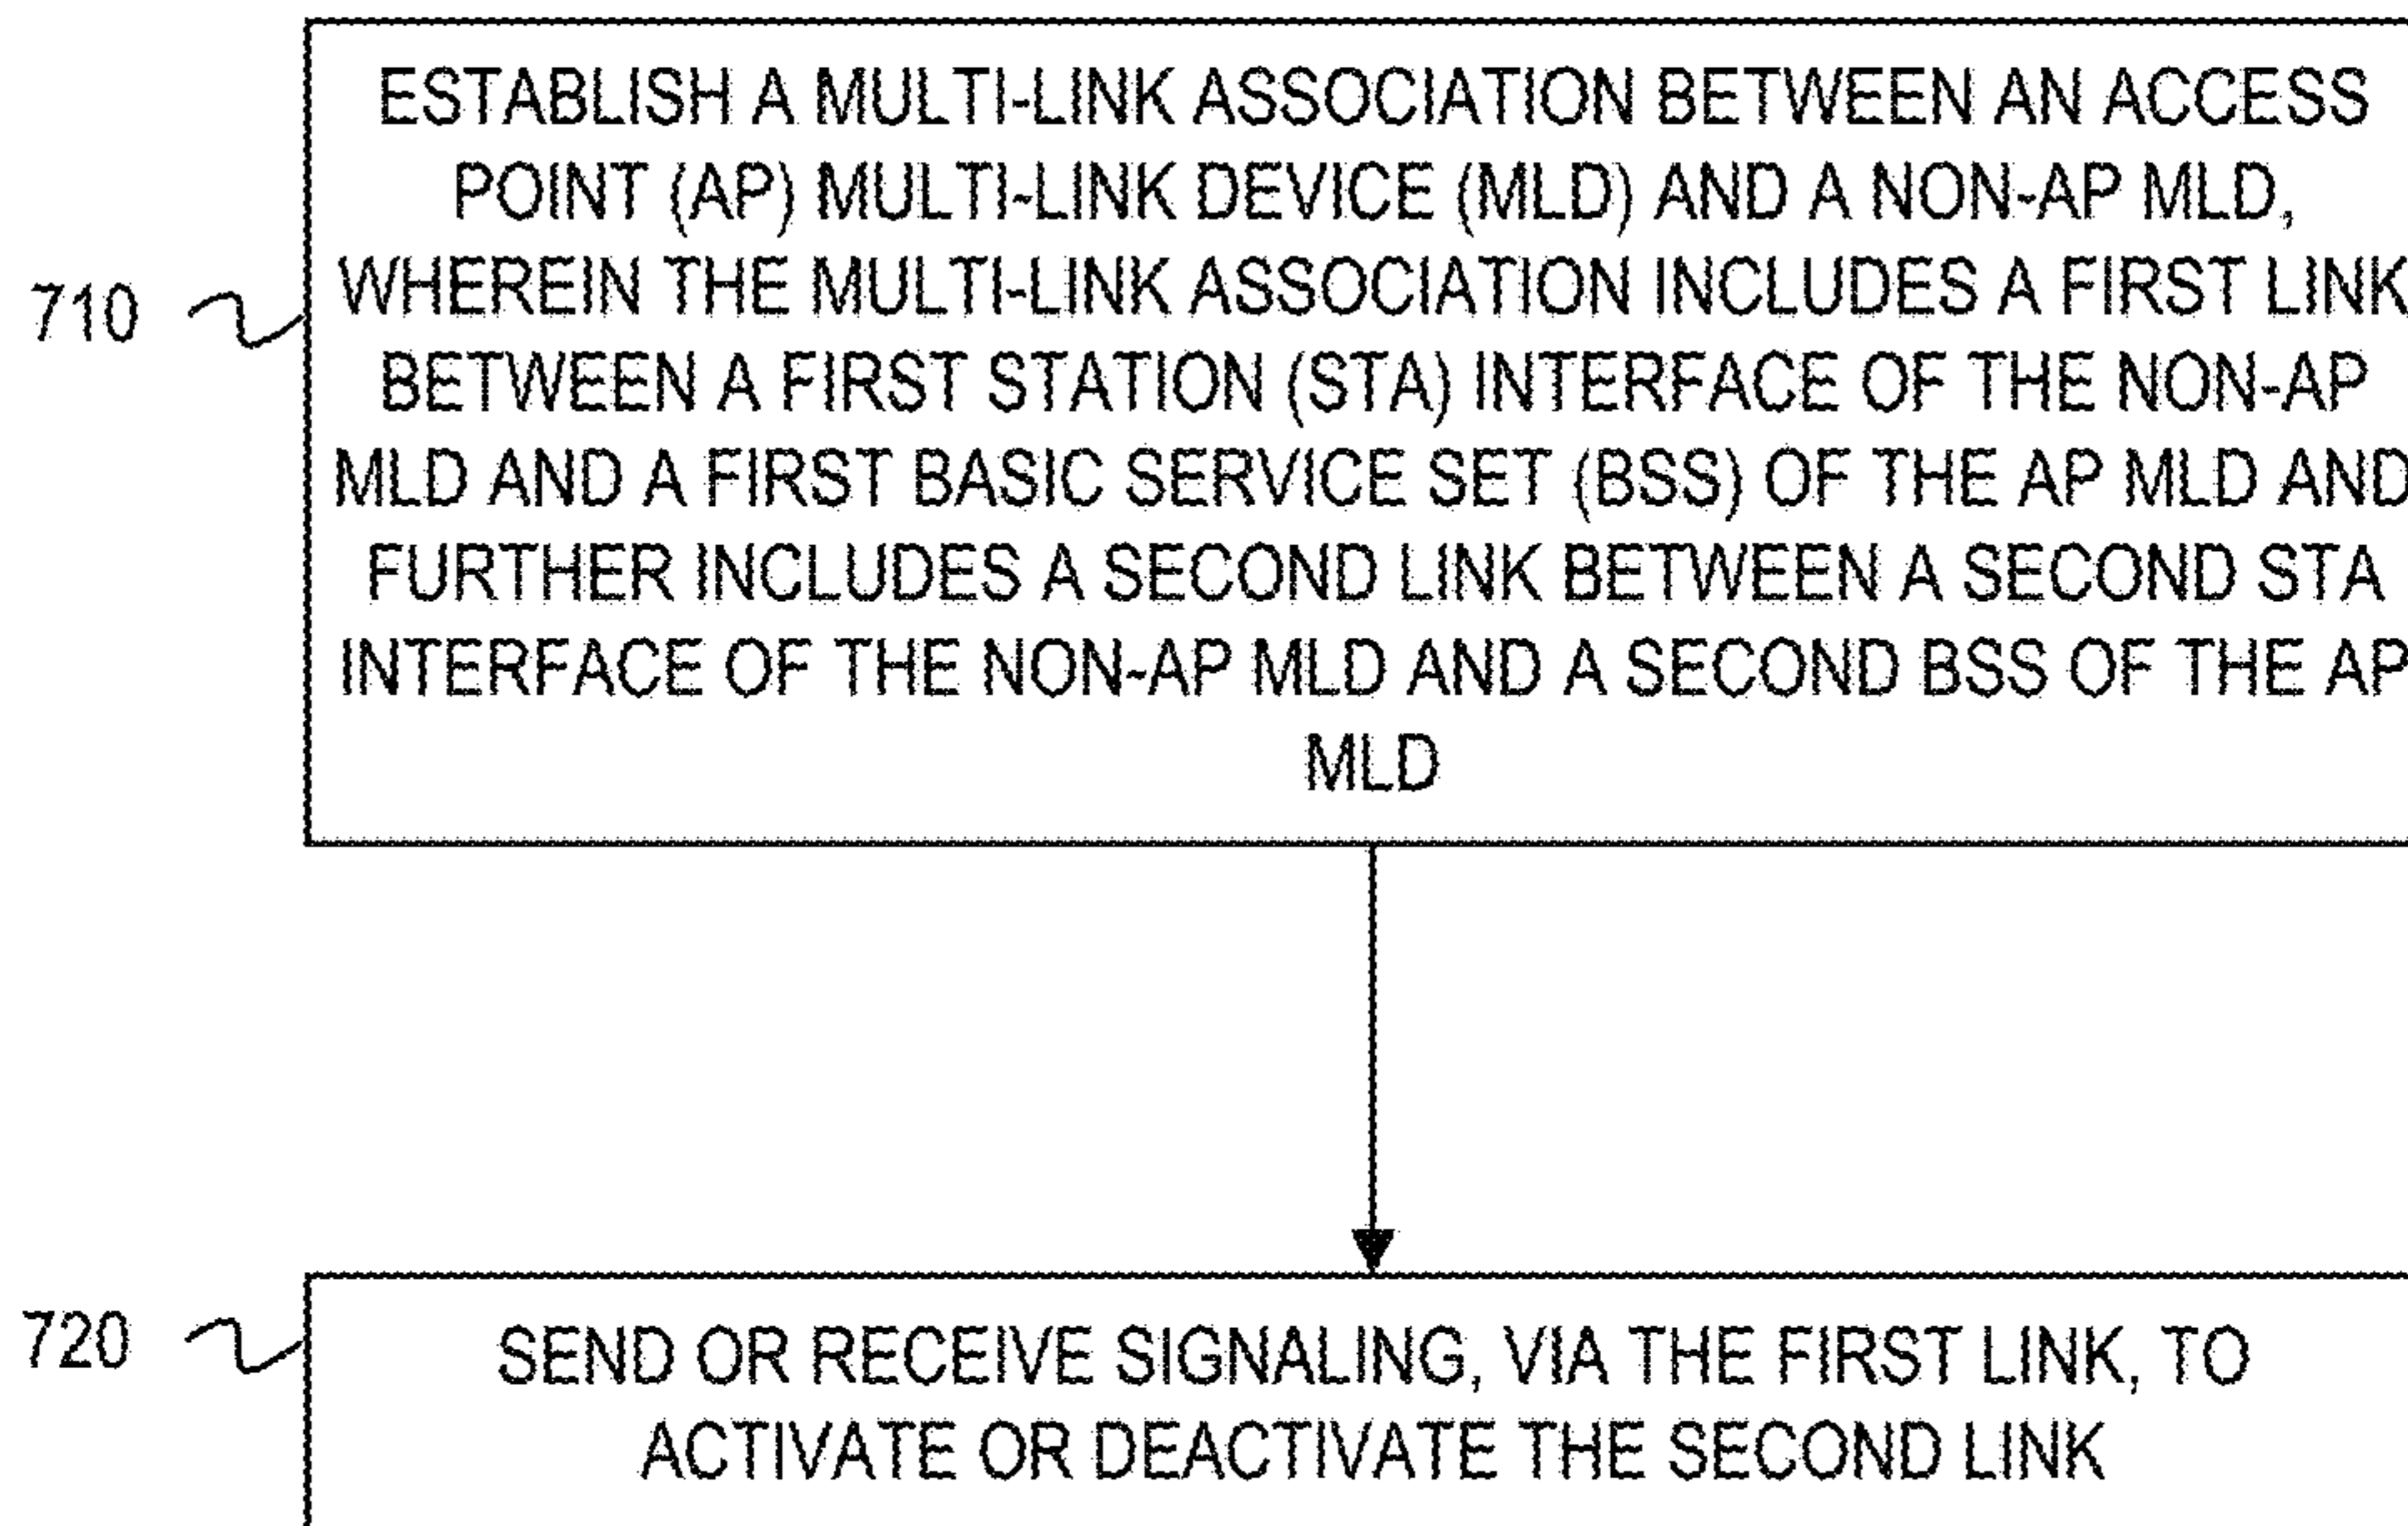 ESTABLISH A MULTI-LINK ASSOCIATION BETWEEN AN ACCESS
POINT (AP) MULTI-LINK DEVICE (MLD) AND A NON-AP MLD,
710 WHEREIN THE MULTI-LINK ASSOCIATION INCLUDES A FIRST LINK
BETWEEN A FIRST STATION (STA) INTERFACE OF THE NON-AP
MLD AND A FIRST BASIC SERVICE SET (BSS) OF THE AP MLD AND
FURTHER INCLUDES A SECOND LINK BETWEEN A SECOND STA
INTERFACE OF THE NON-AP MLD AND A SECOND BSS OF THE AP
MLD
720 SEND OR RECEIVE SIGNALING, VIA THE FIRST LINK, TO
ACTIVATE OR DEACTIVATE THE SECOND LINK